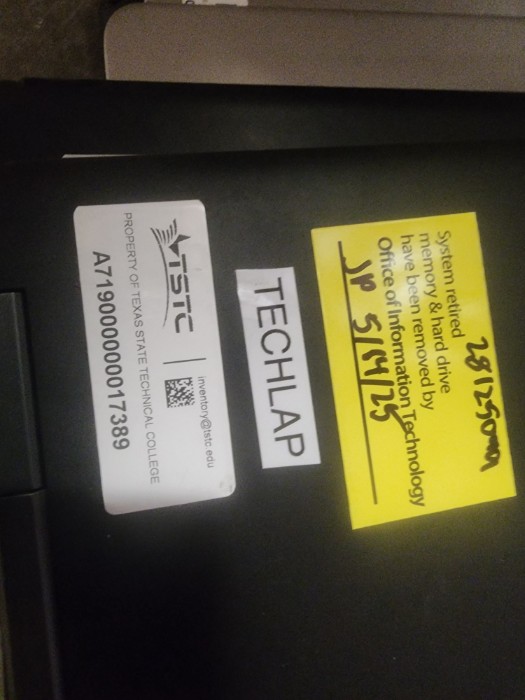 TSTC
inventory@tstc.edu
PROPERTY OF TEXAS STATE TECHNICAL COLLEGE
A719000000017389
TECHLAP
System retired
memory & hard drive
have been removed by
Office of Information Technology
JP 5/14/25